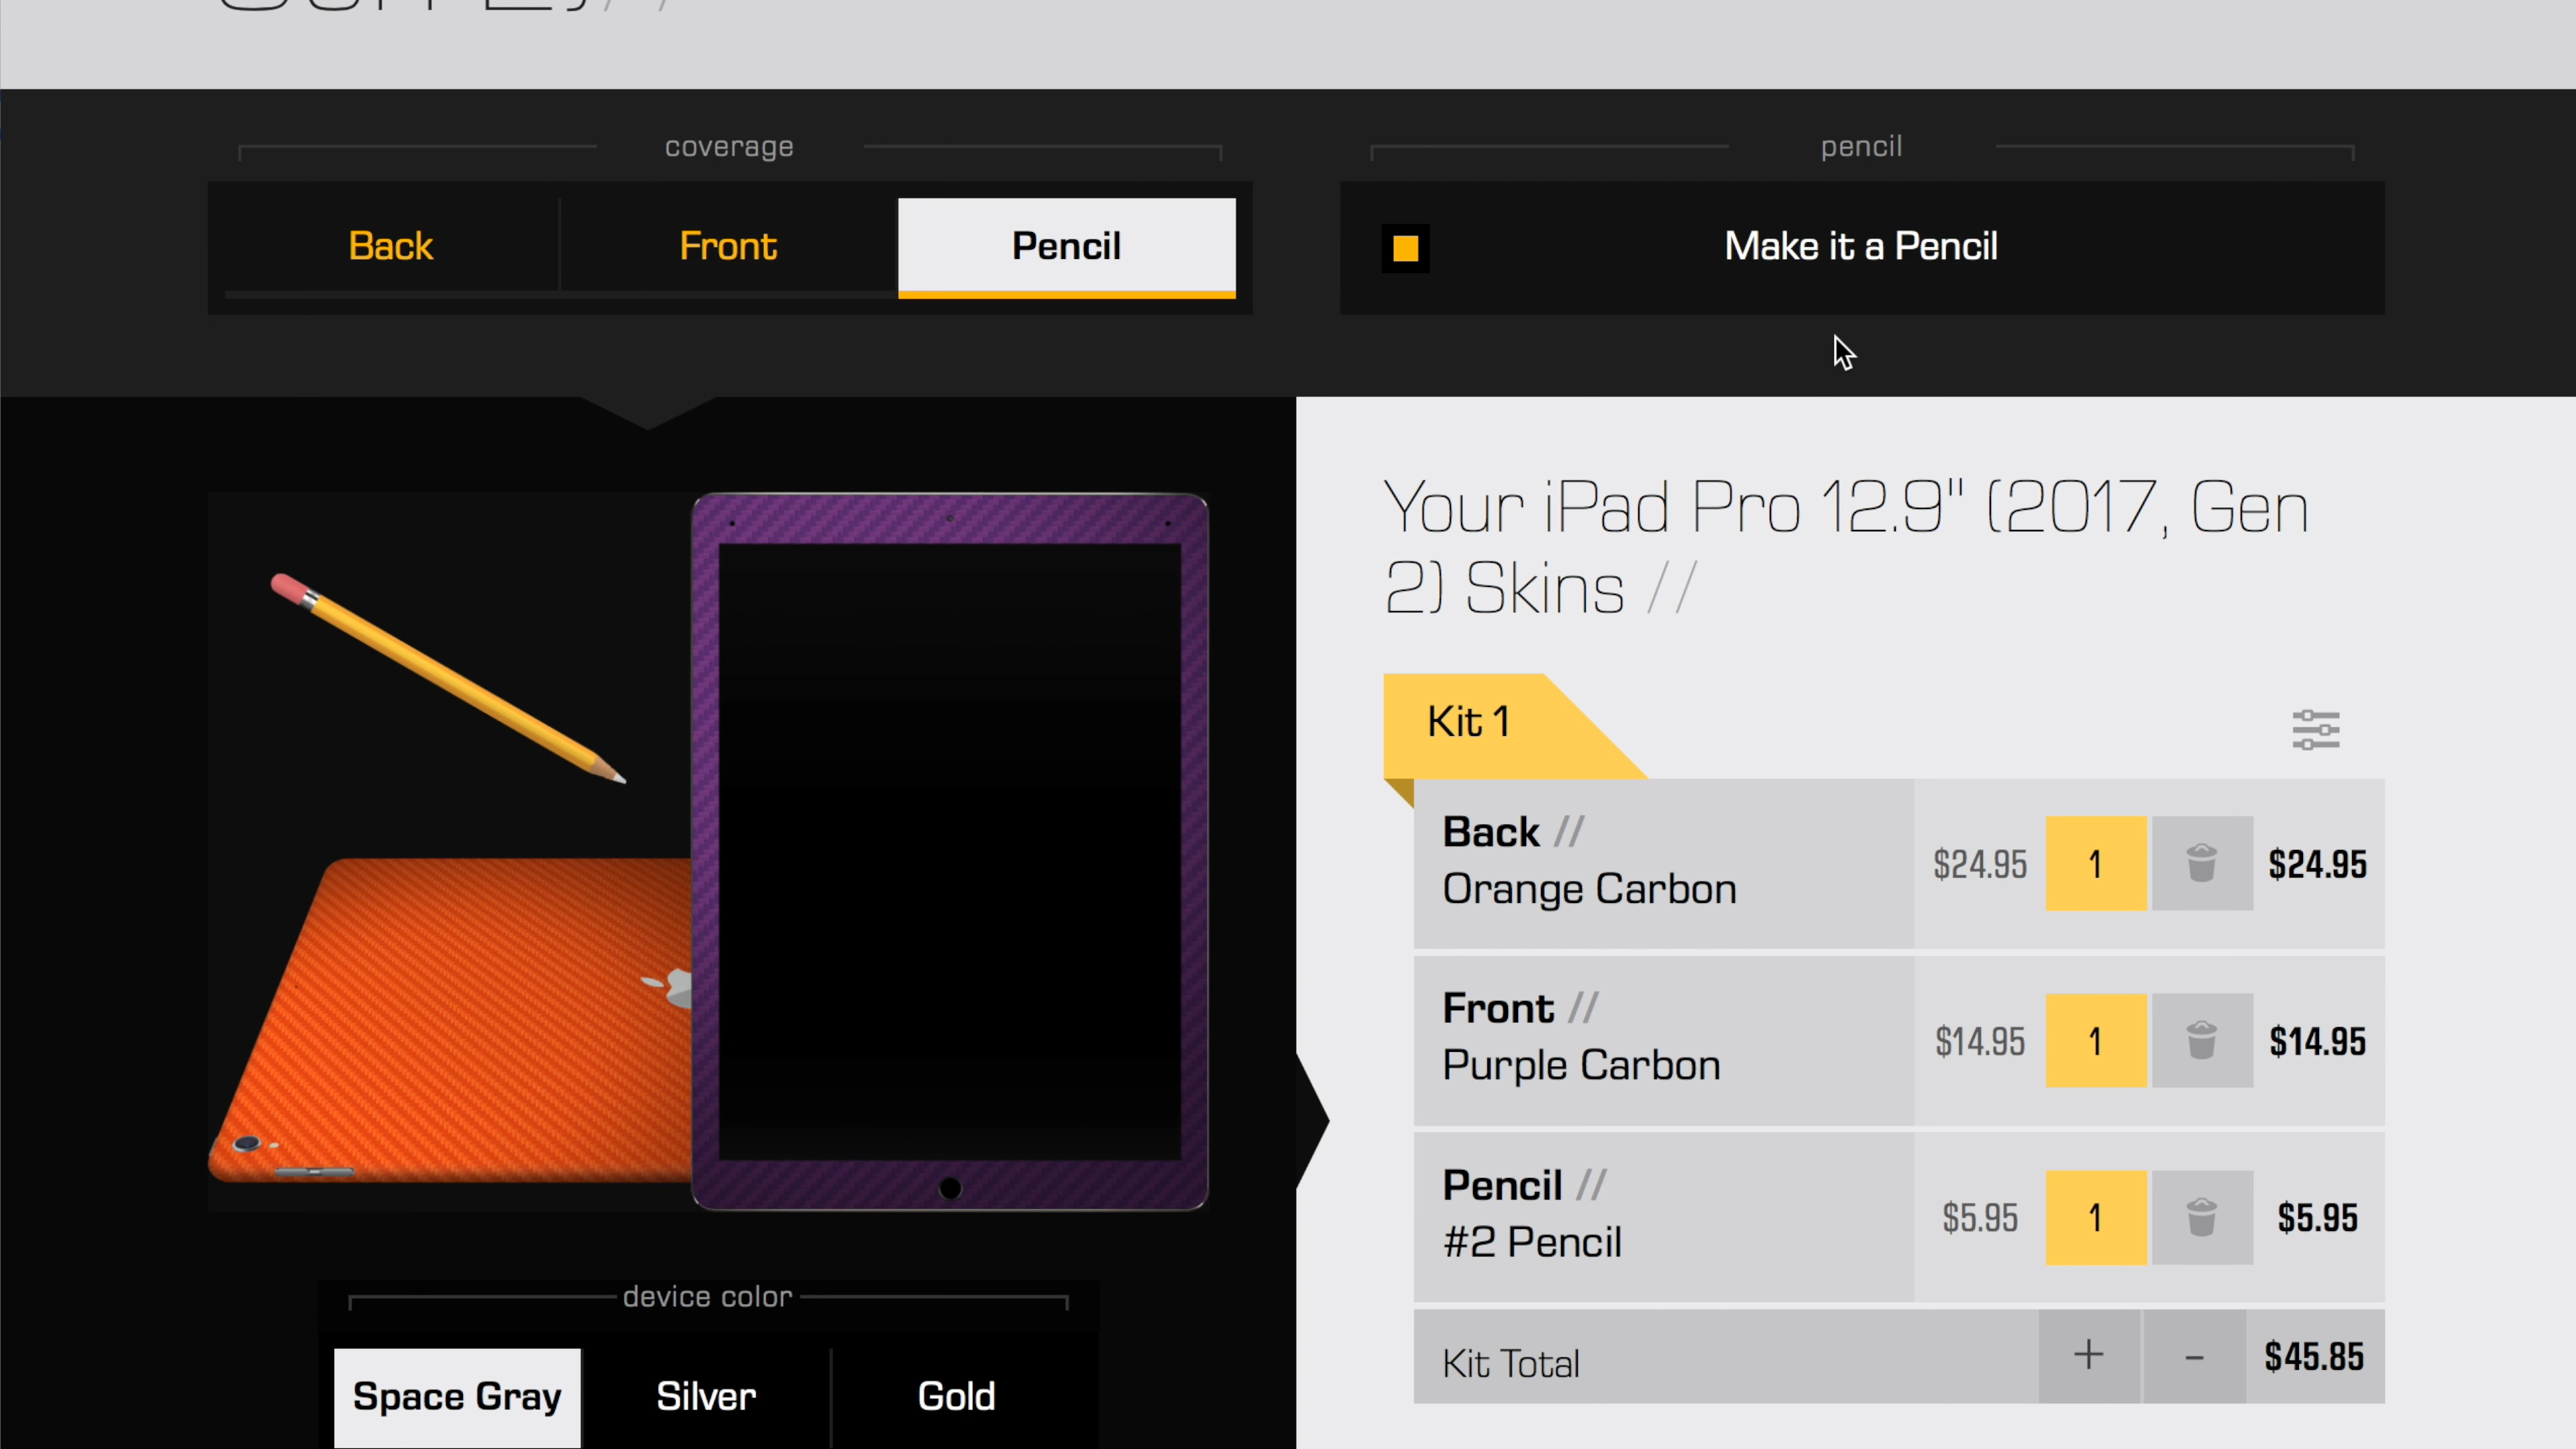 coverage
pencil
Back
Front
Pencil
Make it a Pencil
Your iPad Pro 12.9" (2017, Gen
2) Skins //
Kit 1
Back //
Orange Carbon
$24.95
1
$24.95
Front //
Purple Carbon
$14.95
1
$14.95
Pencil //
#2 Pencil
$5.95
1
$5.95
Kit Total
+
-
$45.85
device color
Space Gray
Silver
Gold